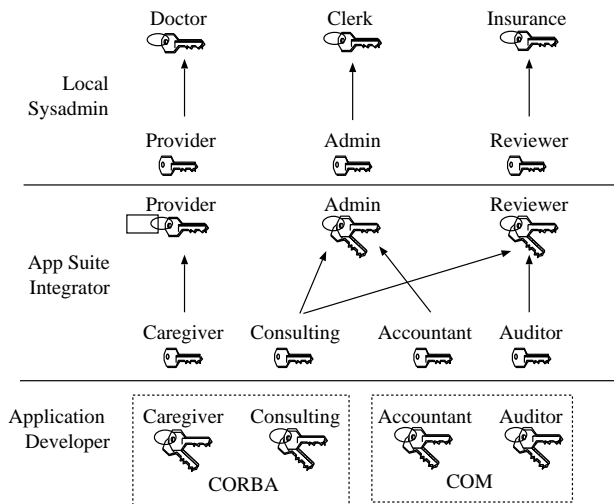 Doctor Clerk Insurance
Local
Sysadmin
Provider Admin Reviewer
Provider Admin Reviewer
App Suite
Integrator
Caregiver Consulting Accountant Auditor
Application
Developer
Caregiver Consulting Accountant Auditor
CORBA COM